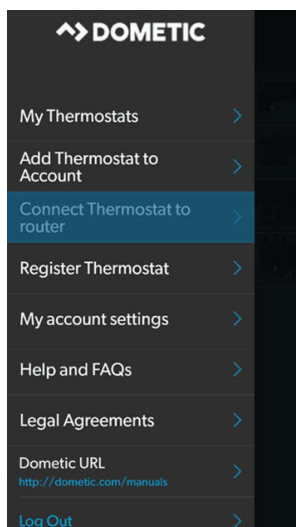 DOMETIC
My Thermostats
Add Thermostat to
Account
Connect Thermostat to
router
Register Thermostat
My account settings
Help and FAQs
Legal Agreements
Dometic URL
http://dometic.com/manuals
Log Out